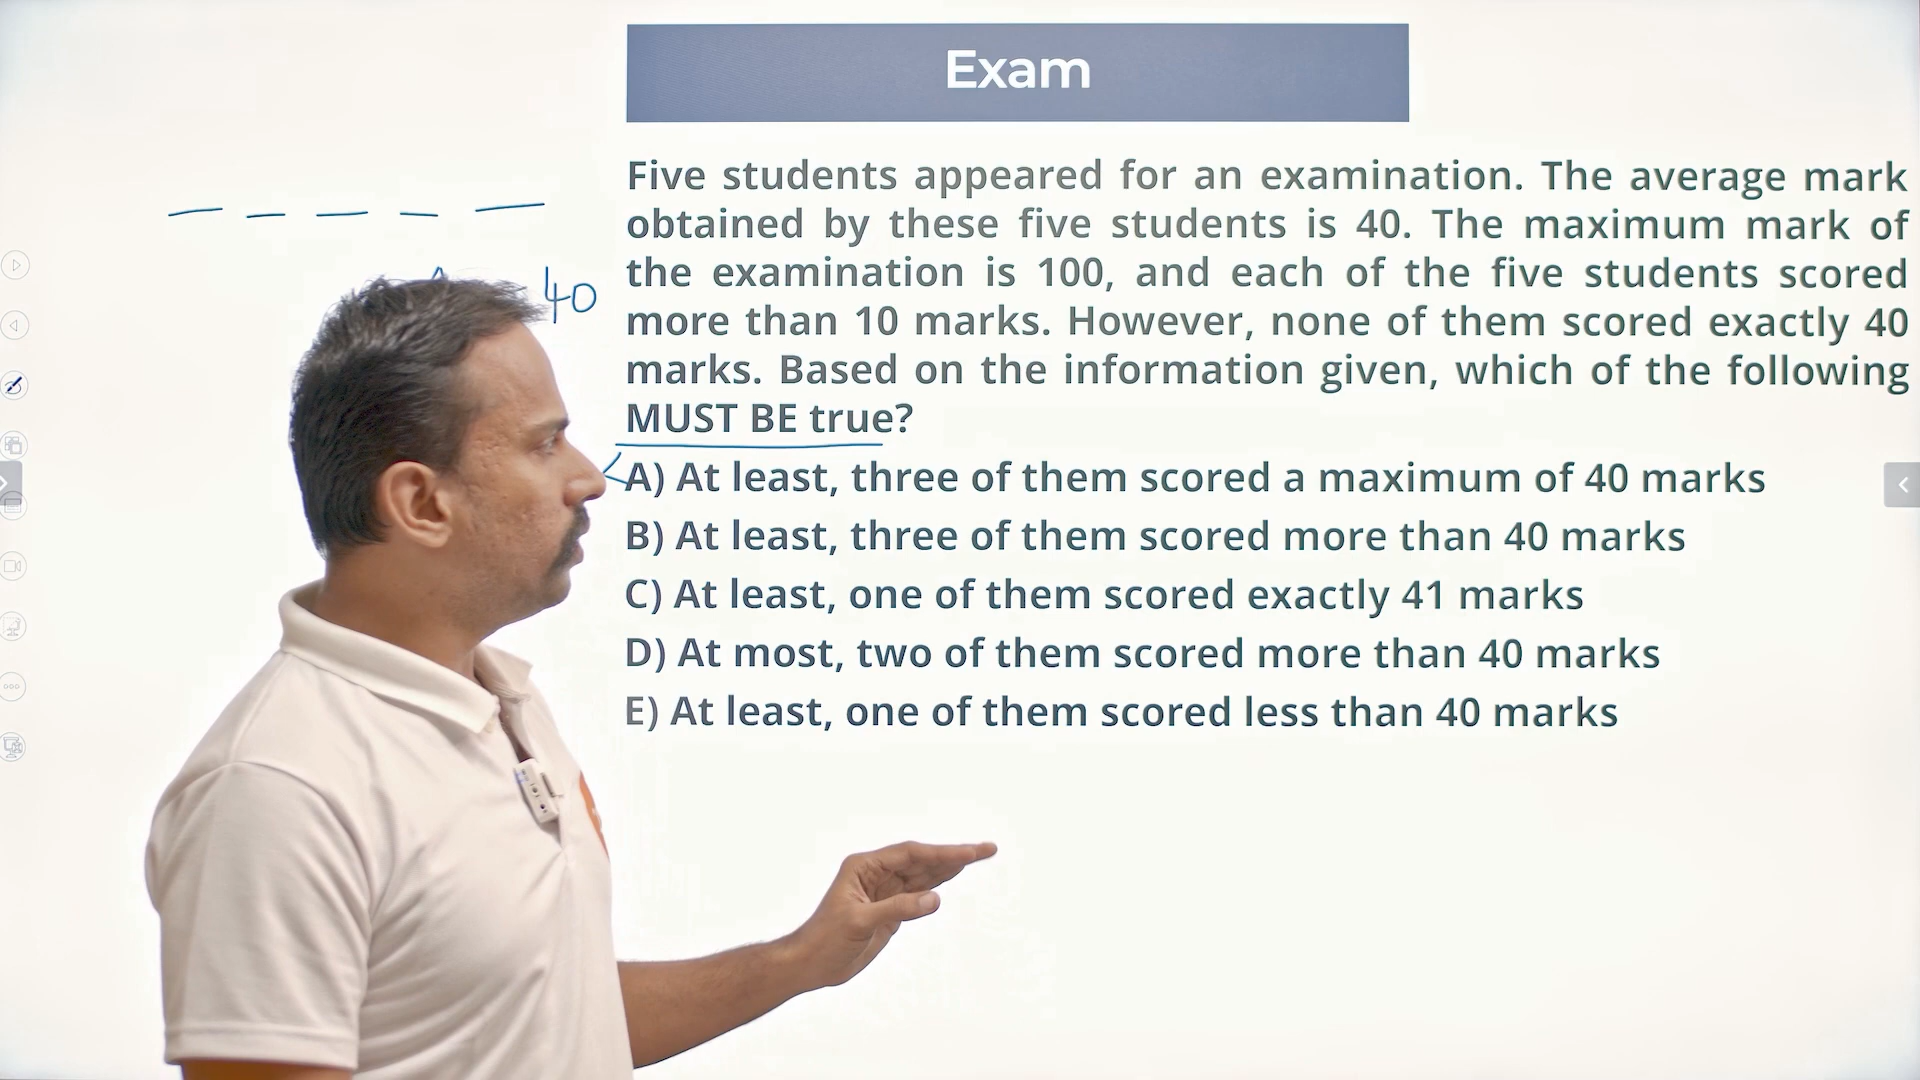 Exam
Five students appeared for an examination. The average mark
obtained by these five students is 40. The maximum mark of
the examination is 100, and each of the five students scored
more than 10 marks. However, none of them scored exactly 40
marks. Based on the information given, which of the following
MUST BE true?
40
A) At least, three of them scored a maximum of 40 marks
B) At least, three of them scored more than 40 marks
C) At least, one of them scored exactly 41 marks
D) At most, two of them scored more than 40 marks
E) At least, one of them scored less than 40 marks